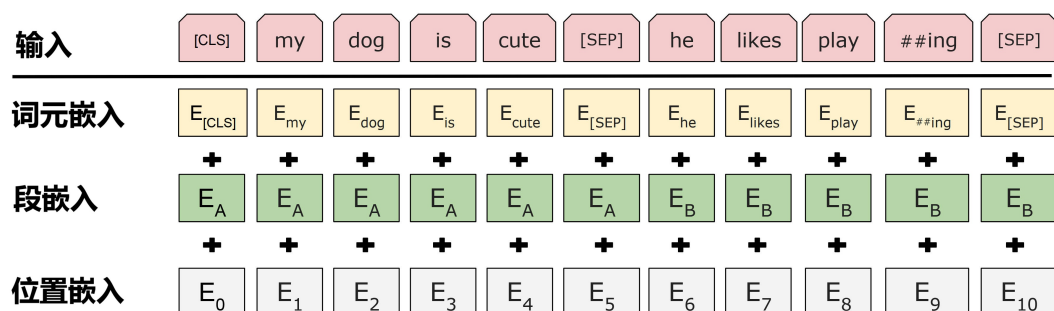 输入 [CLS] my dog is cute [SEP] he likes play ##ing [SEP]
词元嵌入 E[CLS] Emy Edog Eis Ecute E[SEP] Ehe Elikes Eplay E##ing E[SEP]
+ + + + + + + + + + +
段嵌入 EA EA EA EA EA EA EB EB EB EB EB
+ + + + + + + + + + +
位置嵌入 E0 E1 E2 E3 E4 E5 E6 E7 E8 E9 E10